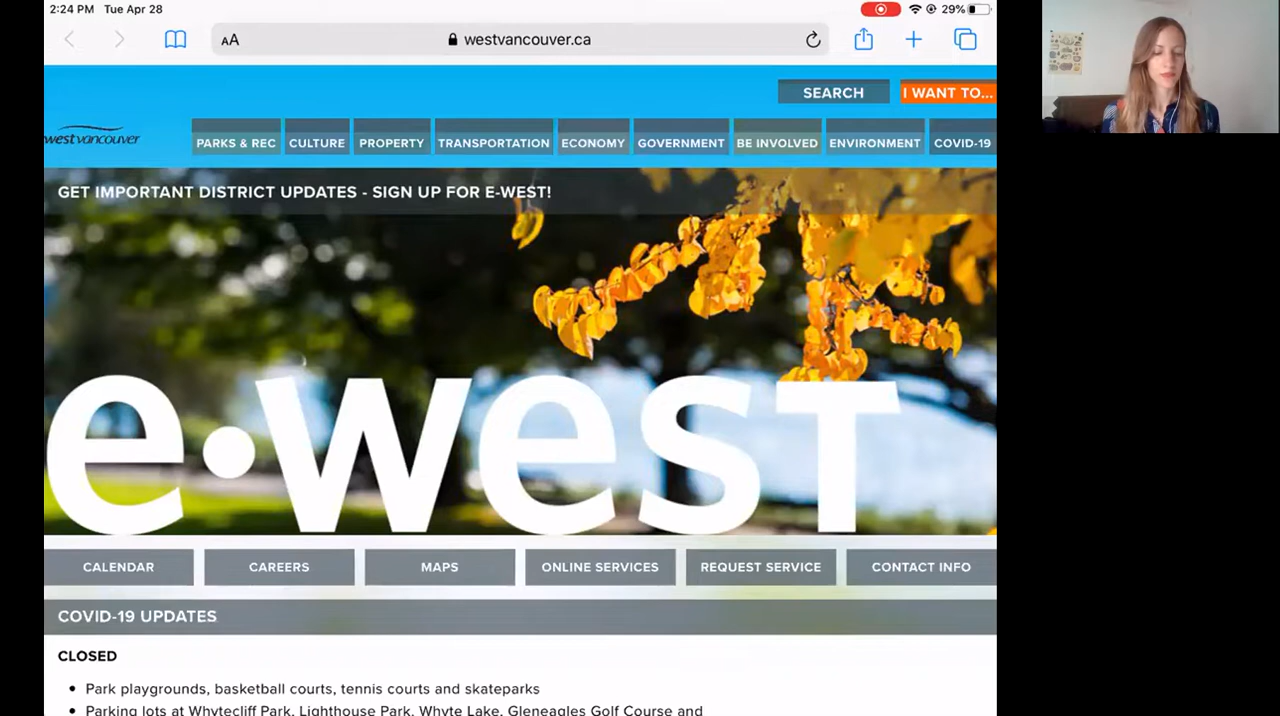 2:24 PM Tue Apr 28
29%
AA
westvancouver.ca
SEARCH
I WANT TO...
westvancouver
PARKS & REC
CULTURE
PROPERTY
TRANSPORTATION
ECONOMY
GOVERNMENT
BE INVOLVED
ENVIRONMENT
COVID-19
GET IMPORTANT DISTRICT UPDATES - SIGN UP FOR E-WEST!
e•west
CALENDAR
CAREERS
MAPS
ONLINE SERVICES
REQUEST SERVICE
CONTACT INFO
COVID-19 UPDATES
CLOSED
• Park playgrounds, basketball courts, tennis courts and skateparks
• Parking lots at Whytecliff Park, Lighthouse Park, Whyte Lake, Gleneagles Golf Course and